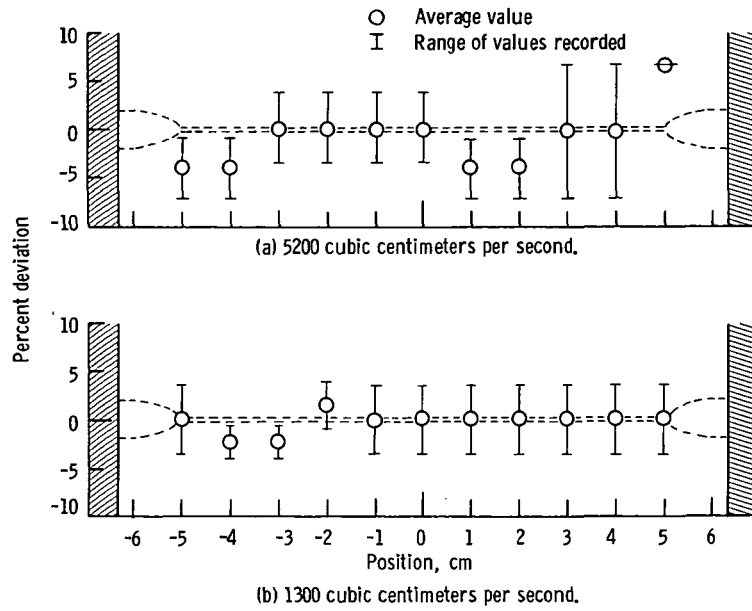 Average value
Range of values recorded
10
5
0
-5
-10
(a) 5200 cubic centimeters per second.
Percent deviation
10
5
0
-5
-10
-6 -5 -4 -3 -2 -1 0 1 2 3 4 5 6
Position, cm
(b) 1300 cubic centimeters per second.